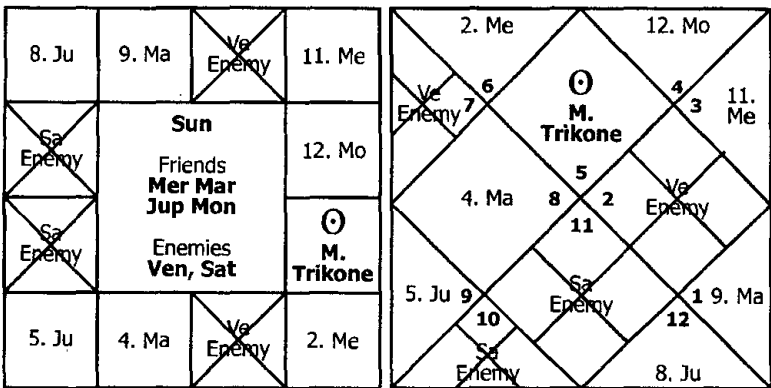 8. Ju
9. Ma
Ve
Enemy
11. Me
Sa
Enemy
Sun
Friends
Mer Mar
Jup Mon
Enemies
Ven, Sat
12. Mo
Sa
Enemy
M.
Trikone
5. Ju
4. Ma
Ve
Enemy
2. Me
2. Me
12. Mo
Ve
Enemy
6
7
M.
Trikone
4
3
11.
Me
4. Ma
5
8
2
11
Ve
Enemy
5. Ju
9
10
Sa
Enemy
Sa
Enemy
1
12
9. Ma
8. Ju